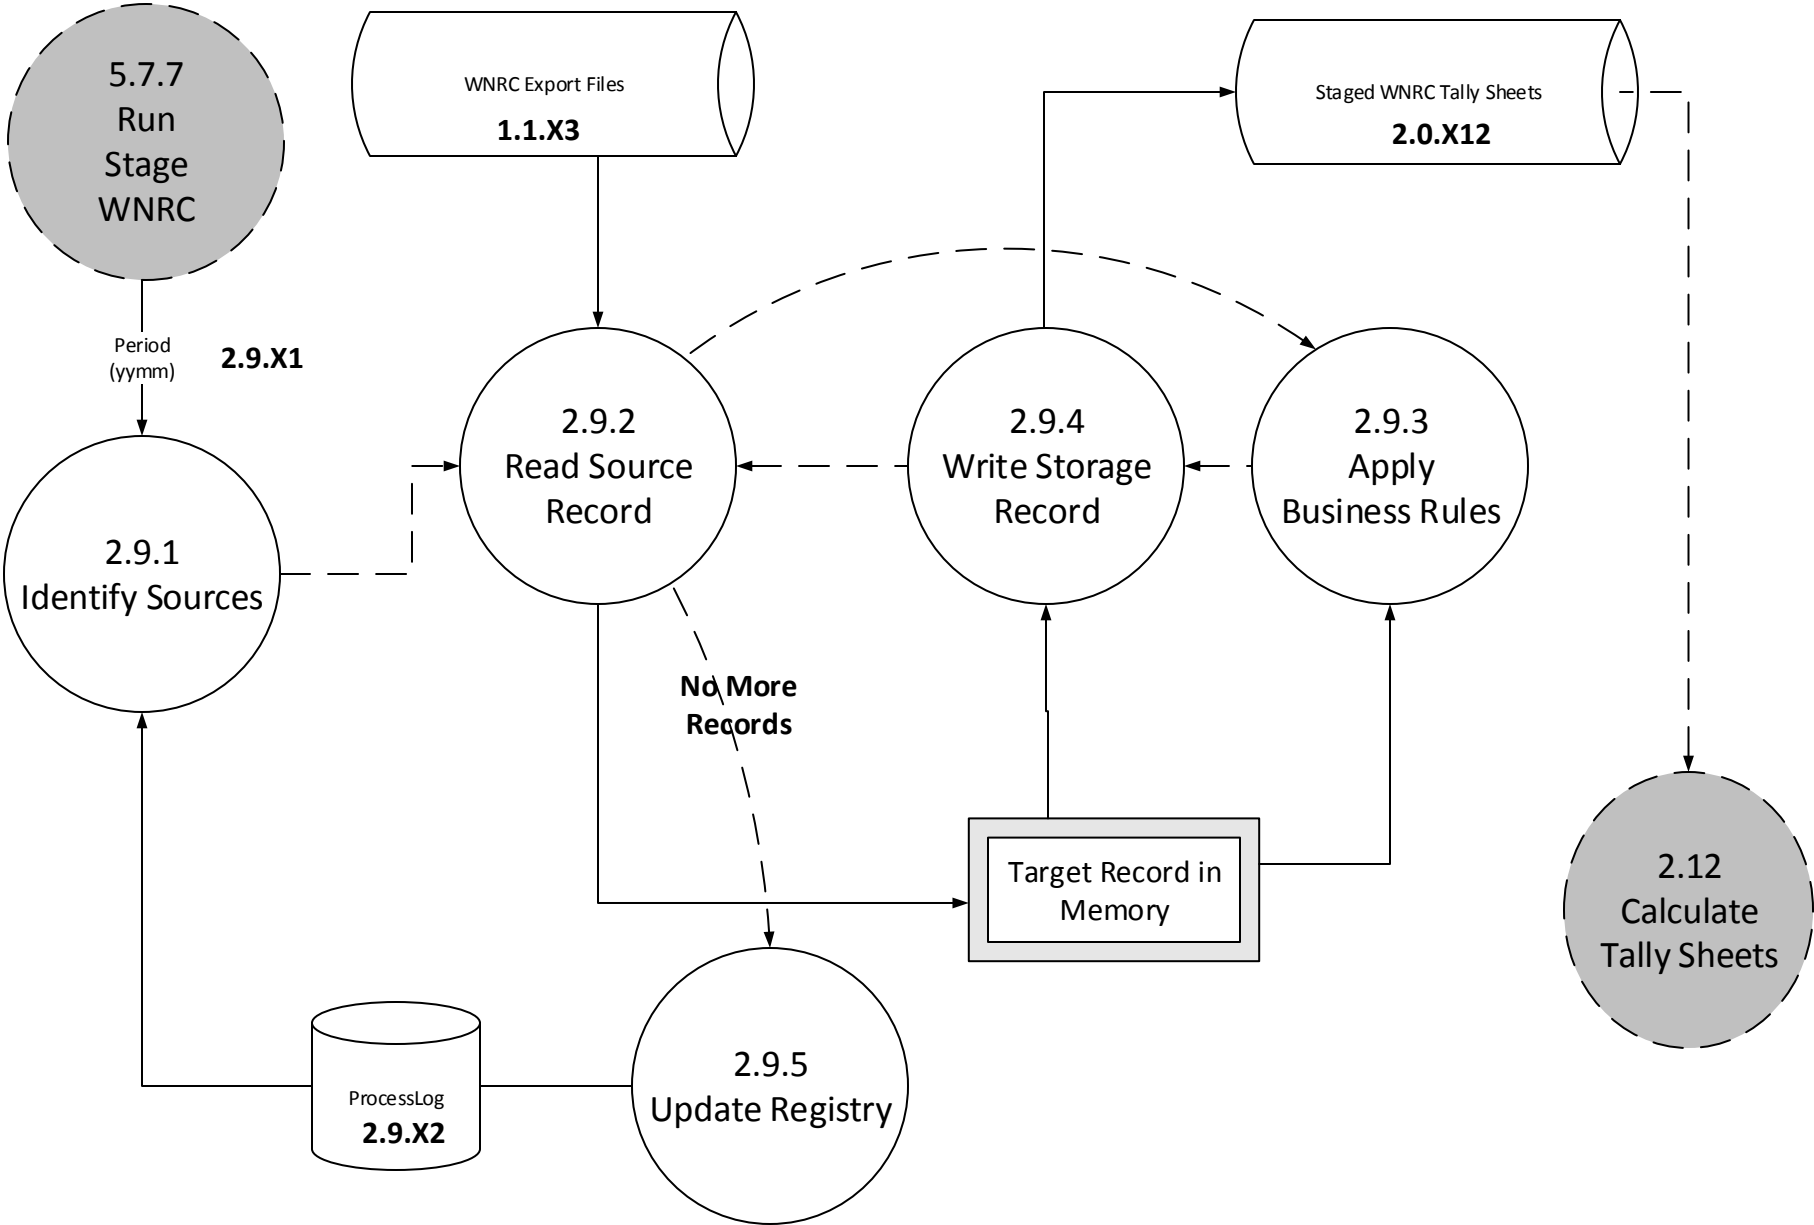 5.7.7
Run
Stage
WNRC
WNRC Export Files
1.1.X3
Staged WNRC Tally Sheets
2.0.X12
Period
(yymm)
2.9.X1
2.9.1
Identify Sources
2.9.2
Read Source
Record
2.9.4
Write Storage
Record
2.9.3
Apply
Business Rules
No More
Records
Target Record in
Memory
2.12
Calculate
Tally Sheets
ProcessLog
2.9.X2
2.9.5
Update Registry